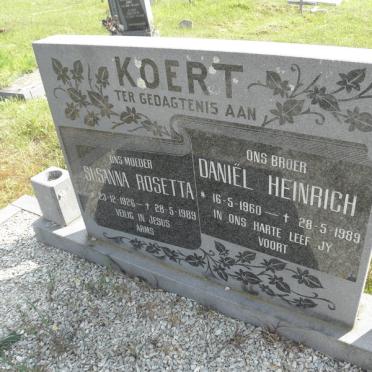 KOERT
TER GEDAGTENIS AAN
ONS MOEDER
SUSANNA ROSETTA
* 23-12-1926 - † 28-5-1989
VEILIG IN JESUS
ARMS
ONS BROER
DANIËL HEINRICH
* 16-5-1960 — † 28-5-1989
IN ONS HARTE LEEF JY
VOORT